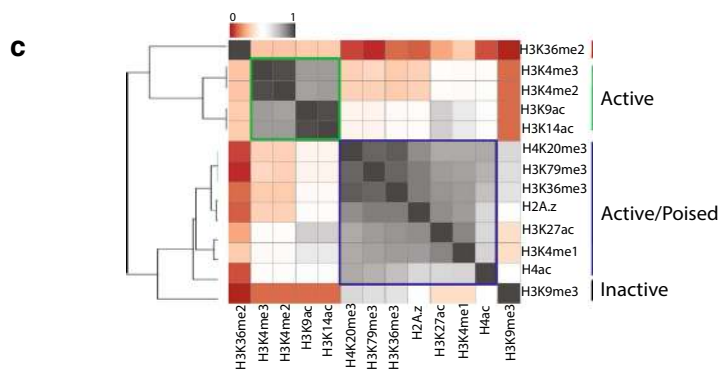 c
0 1
H3K36me2
H3K4me3
H3K4me2
H3K9ac
H3K14ac
H4K20me3
H3K79me3
H3K36me3
H2A.z
H3K27ac
H3K4me1
H4ac
H3K9me3
Active
Active/Poised
Inactive
H3K36me2
H3K4me3
H3K4me2
H3K9ac
H3K14ac
H4K20me3
H3K79me3
H3K36me3
H2A.z
H3K27ac
H3K4me1
H4ac
H3K9me3